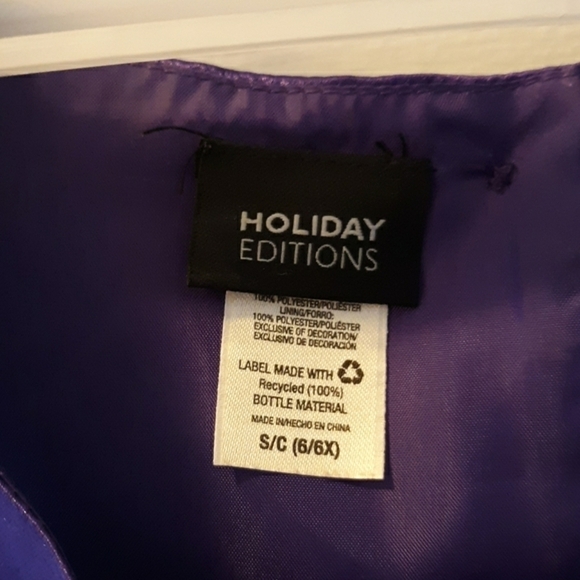 HOLIDAY
EDITIONS
100% POLYESTER/POLIÉSTER
LINING/FORRO:
100% POLYESTER/POLIÉSTER
EXCLUSIVE OF DECORATION/
EXCLUSIVO DE DECORACIÓN
LABEL MADE WITH
Recycled (100%)
BOTTLE MATERIAL
MADE IN/HECHO EN CHINA
S/C (6/6X)